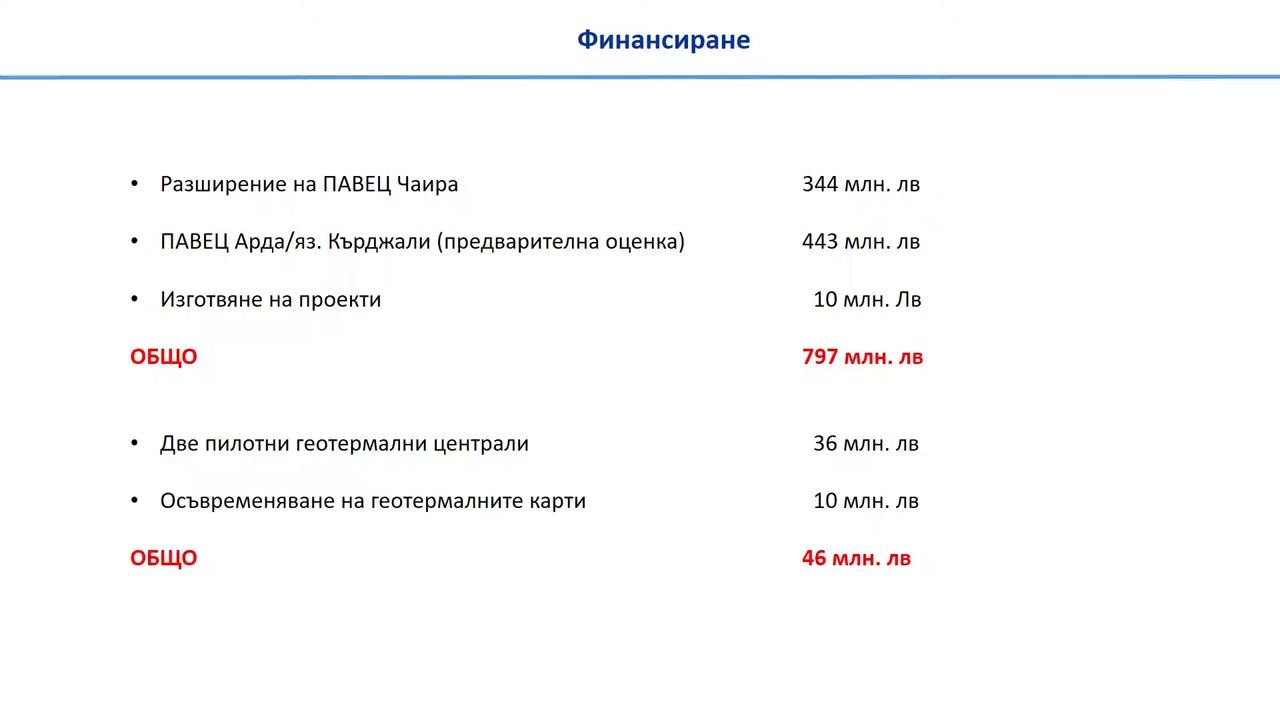 Финансиране
• Разширение на ПАВЕЦ Чаира 344 млн. лв
• ПАВЕЦ Арда/яз. Кърджали (предварителна оценка) 443 млн. лв
• Изготвяне на проекти 10 млн. Лв
ОБЩО 797 млн. лв
• Две пилотни геотермални централи 36 млн. лв
• Осъвременяване на геотермалните карти 10 млн. лв
ОБЩО 46 млн. лв